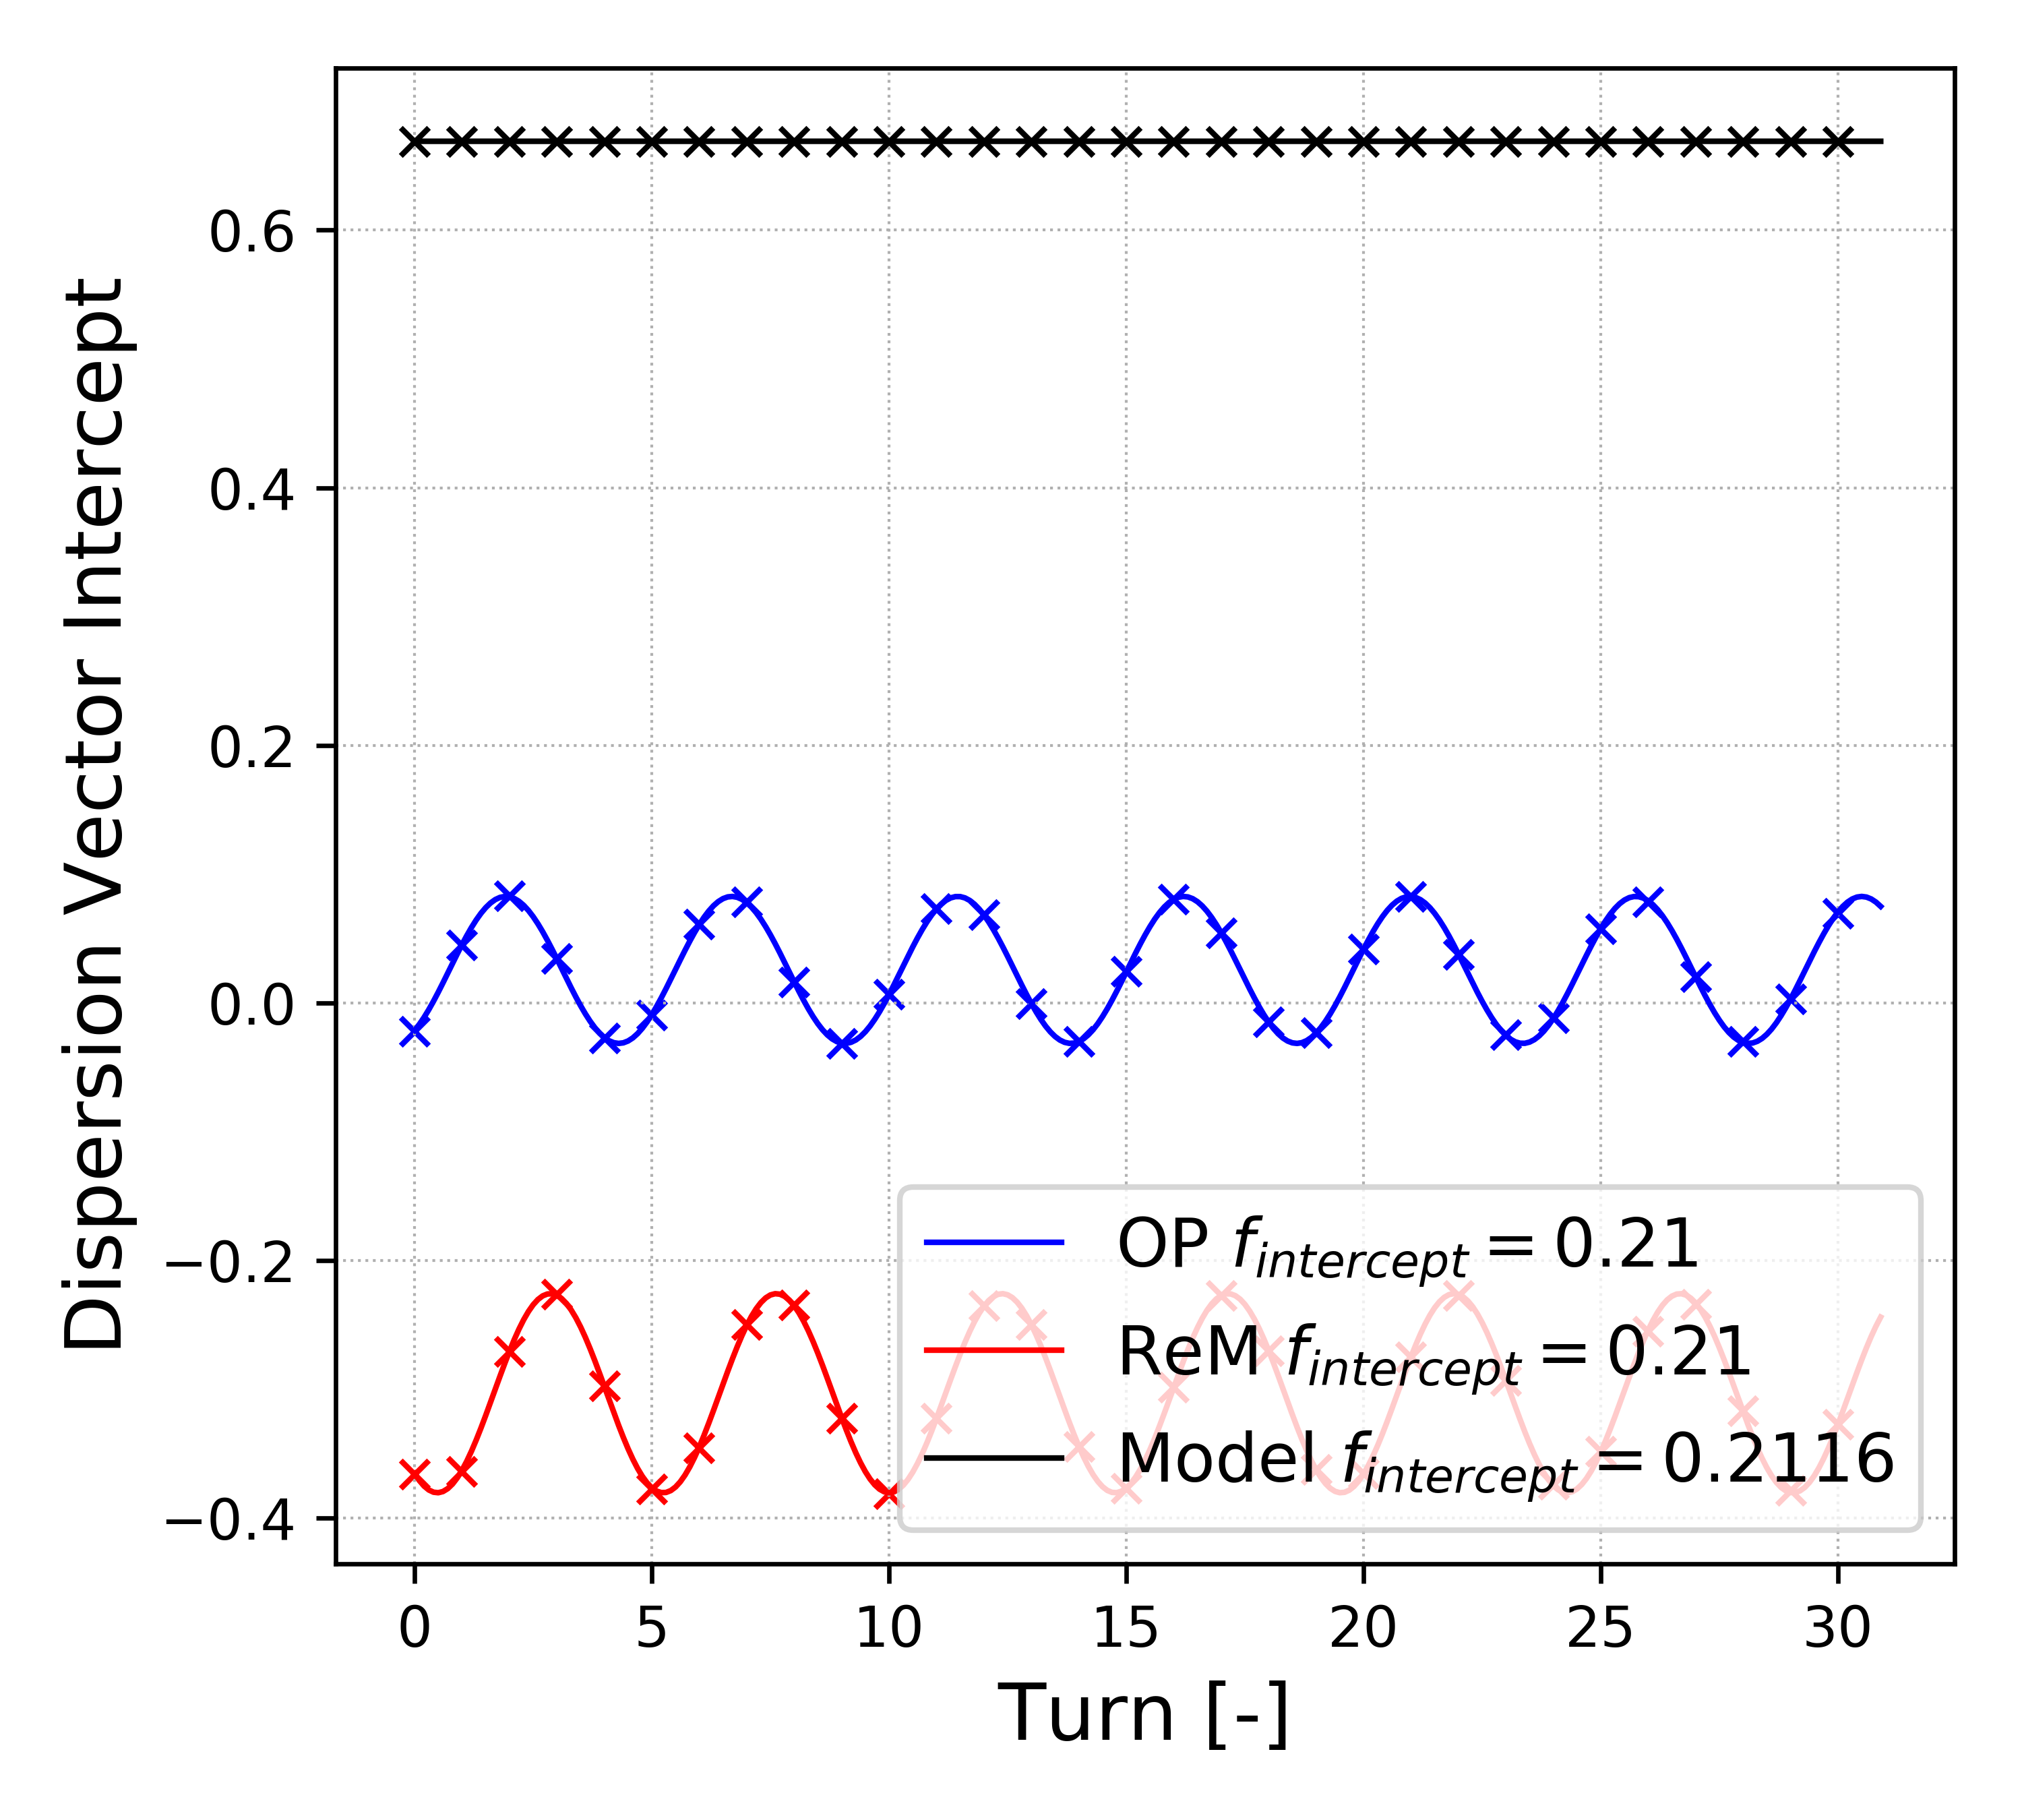 Dispersion Vector Intercept
0.6
0.4
0.2
0.0
−0.2
−0.4
OP f_intercept = 0.21
ReM f_intercept = 0.21
Model f_intercept = 0.2116
0 5 10 15 20 25 30
Turn [-]